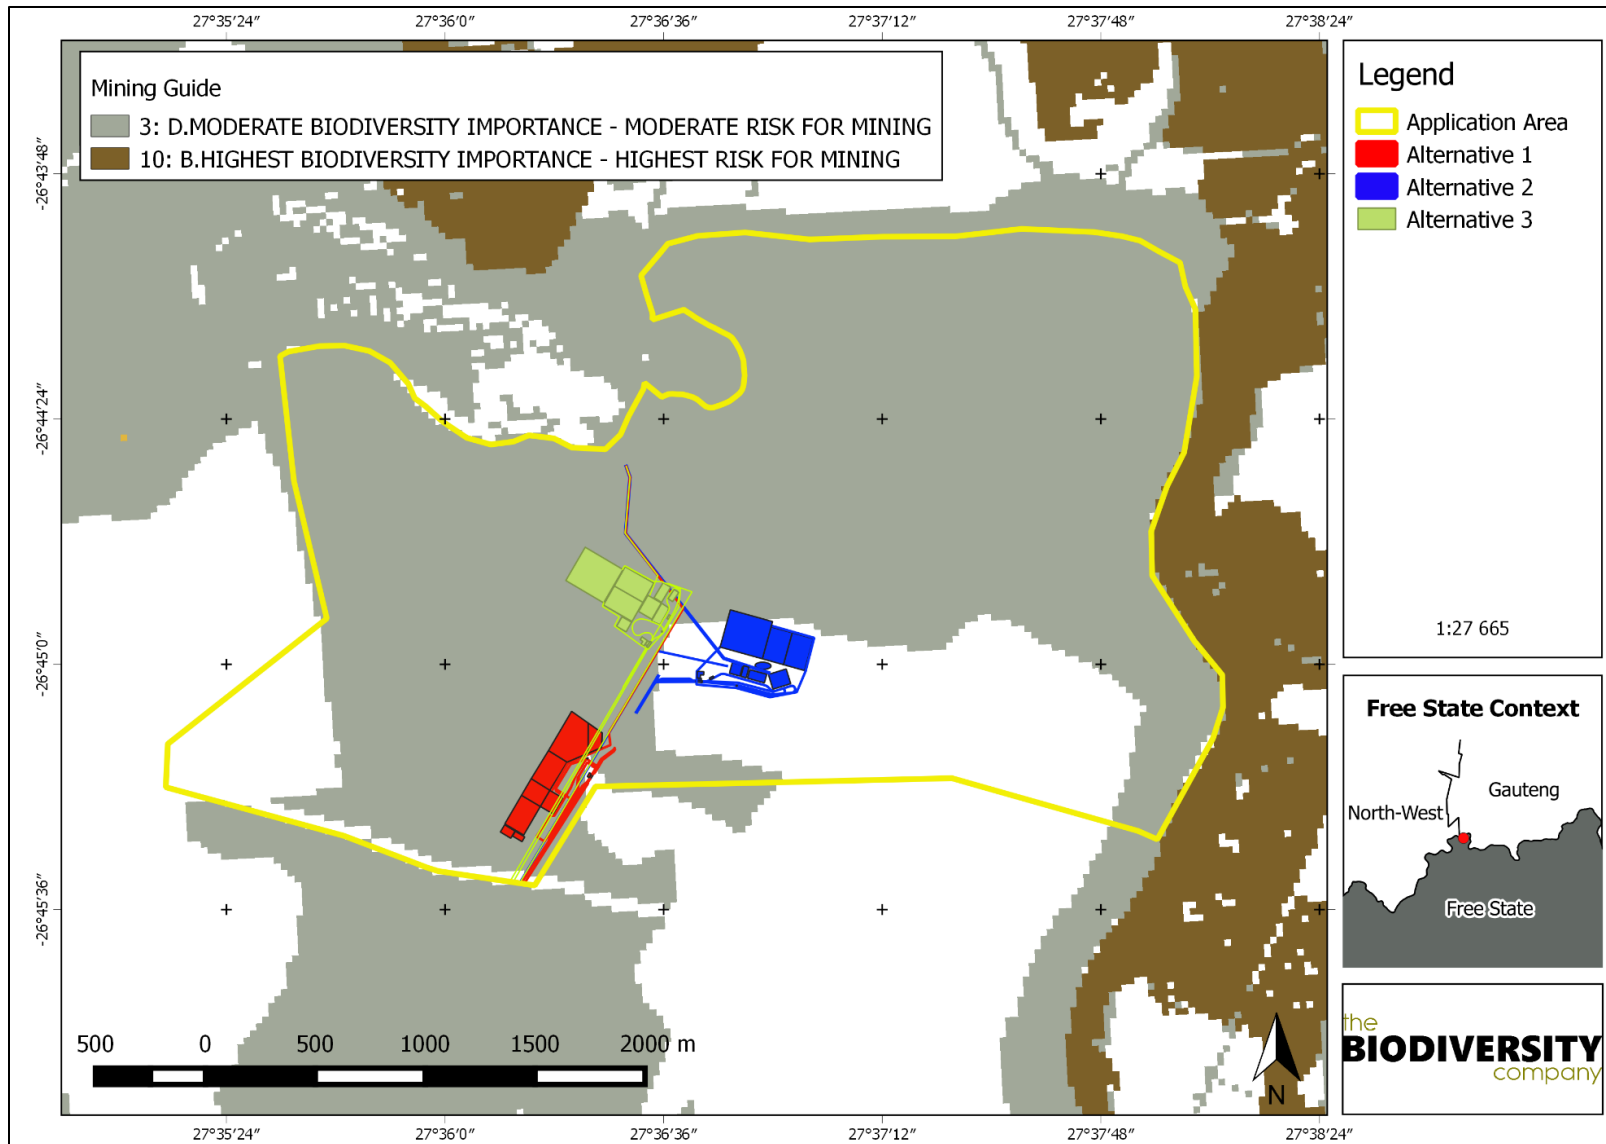 27°35′24″ 27°36′0″ 27°36′36″ 27°37′12″ 27°37′48″ 27°38′24″
Mining Guide
3: D.MODERATE BIODIVERSITY IMPORTANCE - MODERATE RISK FOR MINING
10: B.HIGHEST BIODIVERSITY IMPORTANCE - HIGHEST RISK FOR MINING
Legend
Application Area
Alternative 1
Alternative 2
Alternative 3
-26°43′48″
-26°44′24″
-26°45′0″
-26°45′36″
1:27 665
Free State Context
North-West
Gauteng
Free State
500 0 500 1000 1500 2000 m
N
the
BIODIVERSITY
company
27°35′24″ 27°36′0″ 27°36′36″ 27°37′12″ 27°37′48″ 27°38′24″